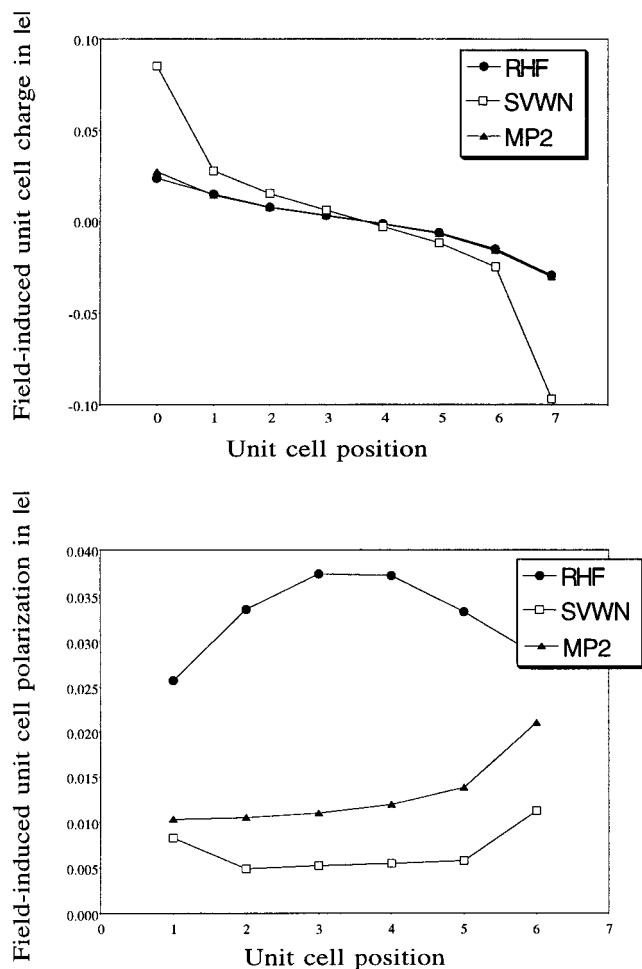 Field-induced unit cell charge in |e|
0.10
0.05
0.00
-0.05
-0.10
RHF
SVWN
MP2
0 1 2 3 4 5 6 7
Unit cell position
Field-induced unit cell polarization in |e|
0.040
0.035
0.030
0.025
0.020
0.015
0.010
0.005
0.000
RHF
SVWN
MP2
1 2 3 4 5 6 7
Unit cell position